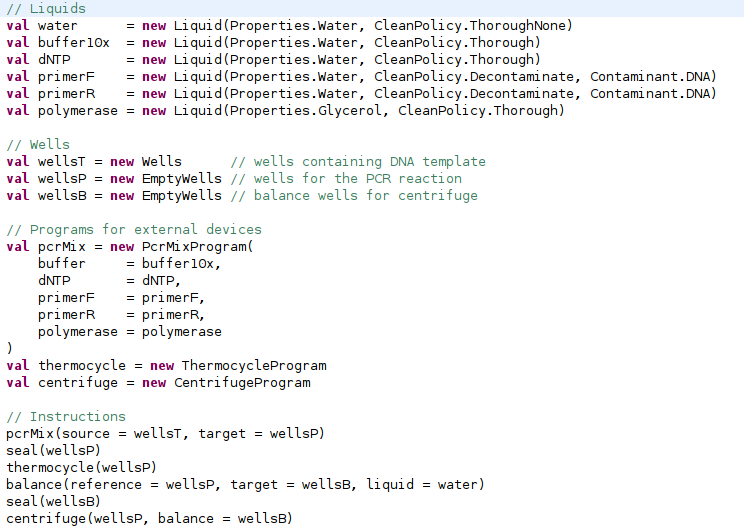 // Liquids
val water      = new Liquid(Properties.Water, CleanPolicy.ThoroughNone)
val buffer10x  = new Liquid(Properties.Water, CleanPolicy.Thorough)
val dNTP       = new Liquid(Properties.Water, CleanPolicy.Thorough)
val primerF    = new Liquid(Properties.Water, CleanPolicy.Decontaminate, Contaminant.DNA)
val primerR    = new Liquid(Properties.Water, CleanPolicy.Decontaminate, Contaminant.DNA)
val polymerase = new Liquid(Properties.Glycerol, CleanPolicy.Thorough)

// Wells
val wellsT = new Wells      // wells containing DNA template
val wellsP = new EmptyWells // wells for the PCR reaction
val wellsB = new EmptyWells // balance wells for centrifuge

// Programs for external devices
val pcrMix = new PcrMixProgram(
    buffer     = buffer10x,
    dNTP       = dNTP,
    primerF    = primerF,
    primerR    = primerR,
    polymerase = polymerase
)
val thermocycle = new ThermocycleProgram
val centrifuge = new CentrifugeProgram

// Instructions
pcrMix(source = wellsT, target = wellsP)
seal(wellsP)
thermocycle(wellsP)
balance(reference = wellsP, target = wellsB, liquid = water)
seal(wellsB)
centrifuge(wellsP, balance = wellsB)